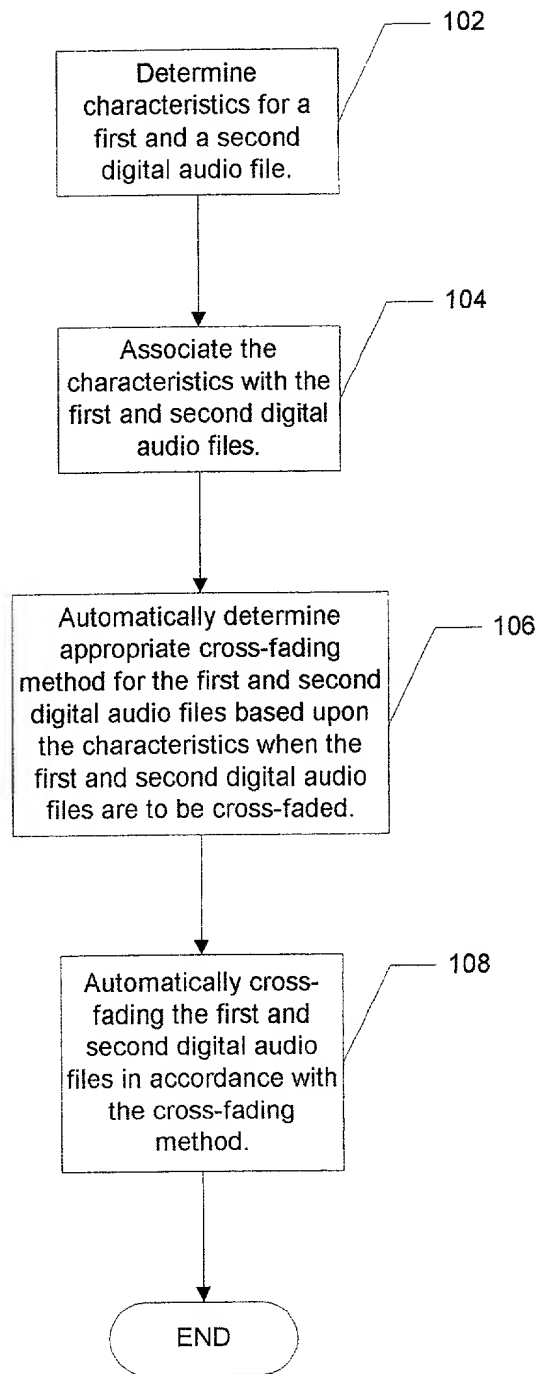 102
Determine
characteristics for a
first and a second
digital audio file.
104
Associate the
characteristics with the
first and second digital
audio files.
106
Automatically determine
appropriate cross-fading
method for the first and second
digital audio files based upon
the characteristics when the
first and second digital audio
files are to be cross-faded.
108
Automatically cross-
fading the first and
second digital audio
files in accordance with
the cross-fading
method.
END